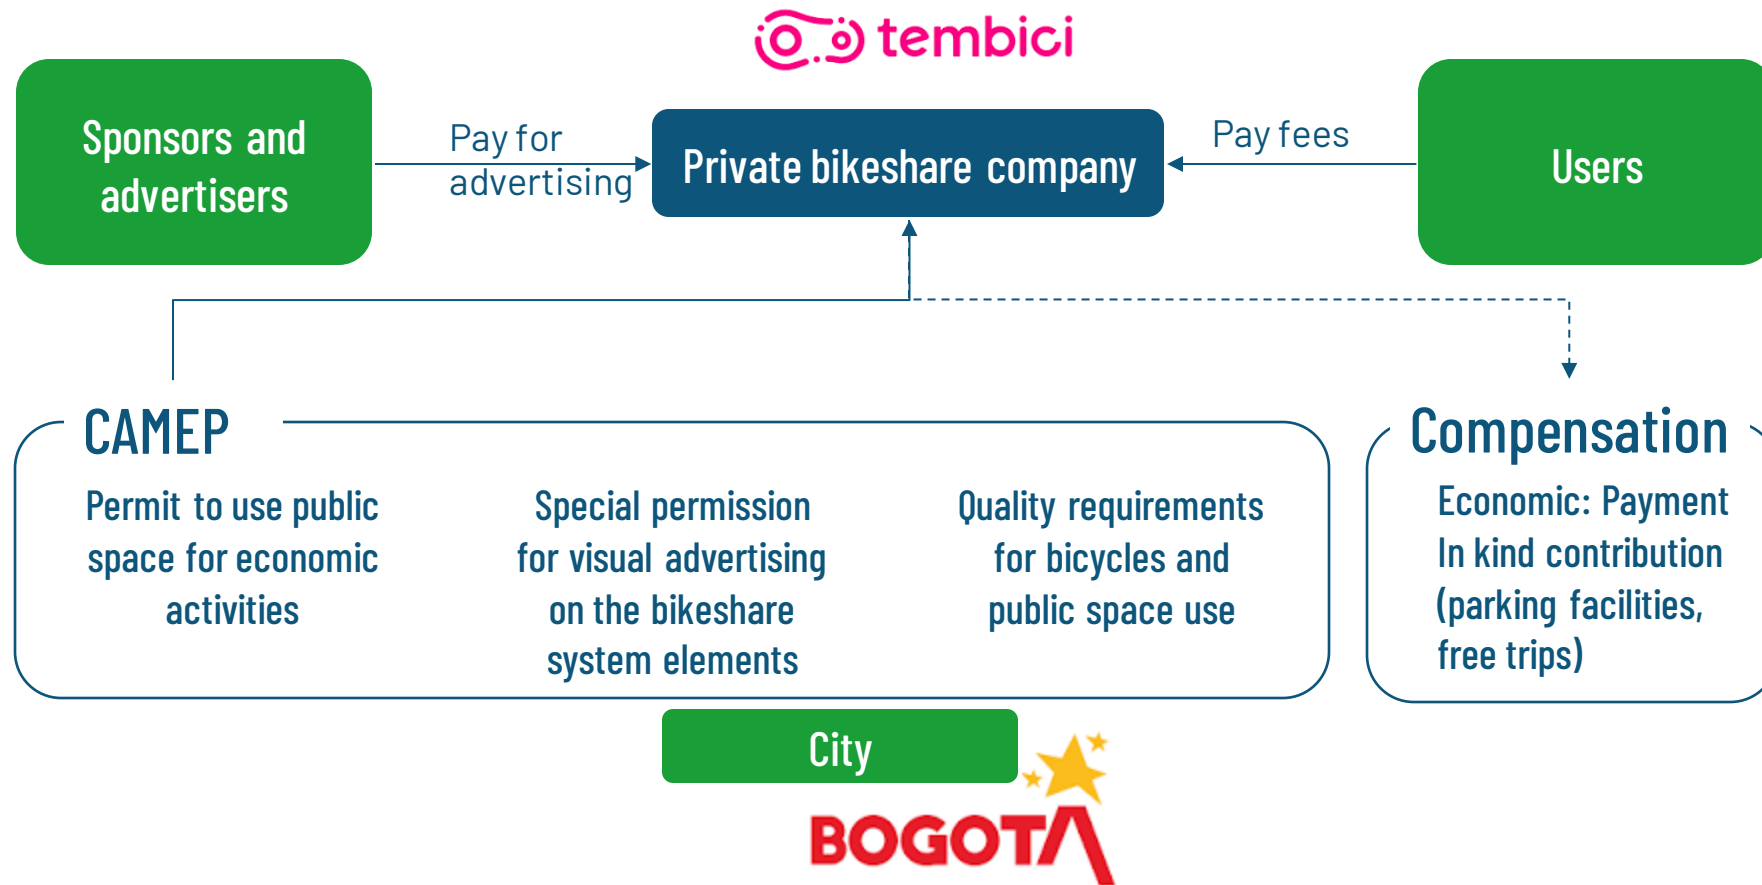 tembici
Sponsors and
advertisers
Pay for
advertising
Private bikeshare company
Pay fees
Users
CAMEP
Permit to use public
space for economic
activities
Special permission
for visual advertising
on the bikeshare
system elements
Quality requirements
for bicycles and
public space use
Compensation
Economic: Payment
In kind contribution
(parking facilities,
free trips)
City
BOGOTA